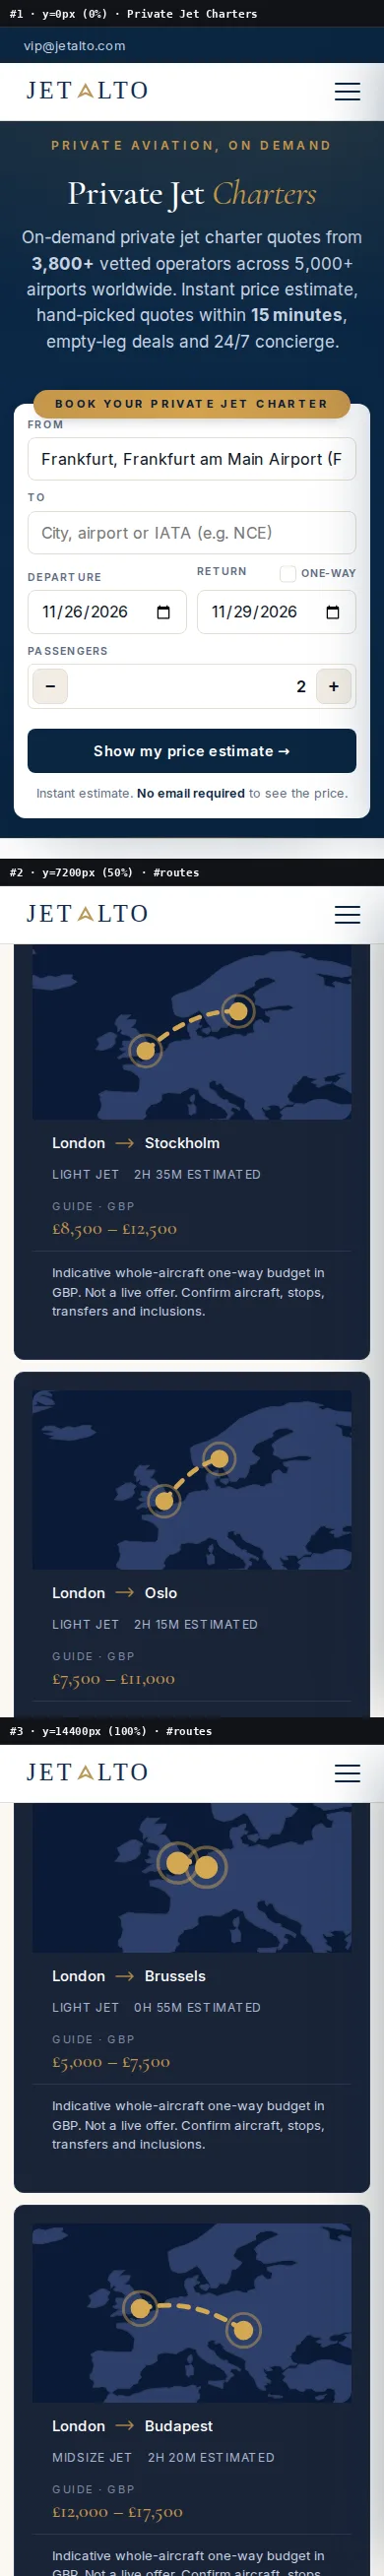 #1 · y=0px (0%) · Private Jet Charters
vip@jetalto.com
JETALTO
PRIVATE AVIATION, ON DEMAND
Private Jet Charters
On-demand private jet charter quotes from
3,800+ vetted operators across 5,000+
airports worldwide. Instant price estimate,
hand-picked quotes within 15 minutes,
empty-leg deals and 24/7 concierge.
BOOK YOUR PRIVATE JET CHARTER
FROM
Frankfurt, Frankfurt am Main Airport (F
TO
City, airport or IATA (e.g. NCE)
DEPARTURE
RETURN
ONE-WAY
11/26/2026
11/29/2026
PASSENGERS
− 2 +
Show my price estimate →
Instant estimate. No email required to see the price.
#2 · y=7200px (50%) · #routes
JETALTO
London → Stockholm
LIGHT JET 2H 35M ESTIMATED
GUIDE · GBP
£8,500 – £12,500
Indicative whole-aircraft one-way budget in
GBP. Not a live offer. Confirm aircraft, stops,
transfers and inclusions.
London → Oslo
LIGHT JET 2H 15M ESTIMATED
GUIDE · GBP
£7,500 – £11,000
#3 · y=14400px (100%) · #routes
JETALTO
London → Brussels
LIGHT JET 0H 55M ESTIMATED
GUIDE · GBP
£5,000 – £7,500
Indicative whole-aircraft one-way budget in
GBP. Not a live offer. Confirm aircraft, stops,
transfers and inclusions.
London → Budapest
MIDSIZE JET 2H 20M ESTIMATED
GUIDE · GBP
£12,000 – £17,500
Indicative whole-aircraft one-way budget in
GBP. Not a live offer. Confirm aircraft, stops,